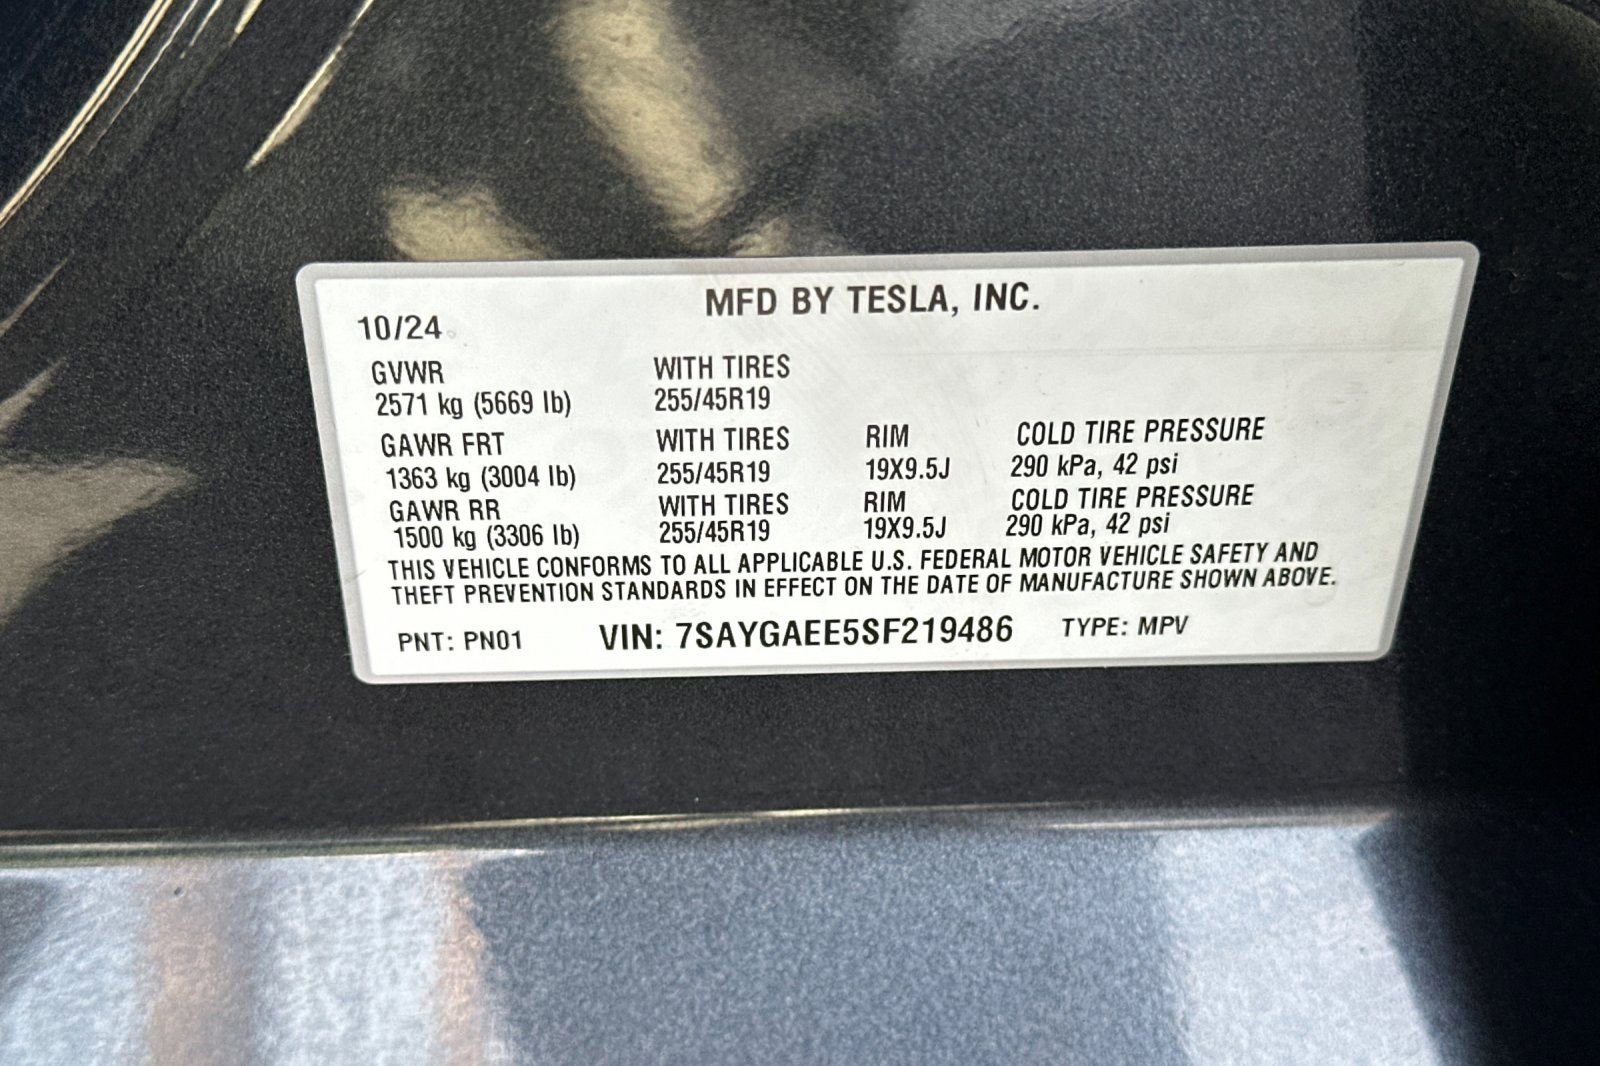 MFD BY TESLA, INC.
10/24
GVWR WITH TIRES
2571 kg (5669 lb) 255/45R19
GAWR FRT WITH TIRES RIM COLD TIRE PRESSURE
1363 kg (3004 lb) 255/45R19 19X9.5J 290 kPa, 42 psi
GAWR RR WITH TIRES RIM COLD TIRE PRESSURE
1500 kg (3306 lb) 255/45R19 19X9.5J 290 kPa, 42 psi
THIS VEHICLE CONFORMS TO ALL APPLICABLE U.S. FEDERAL MOTOR VEHICLE SAFETY AND
THEFT PREVENTION STANDARDS IN EFFECT ON THE DATE OF MANUFACTURE SHOWN ABOVE.
PNT: PN01 VIN: 7SAYGAEE5SF219486 TYPE: MPV